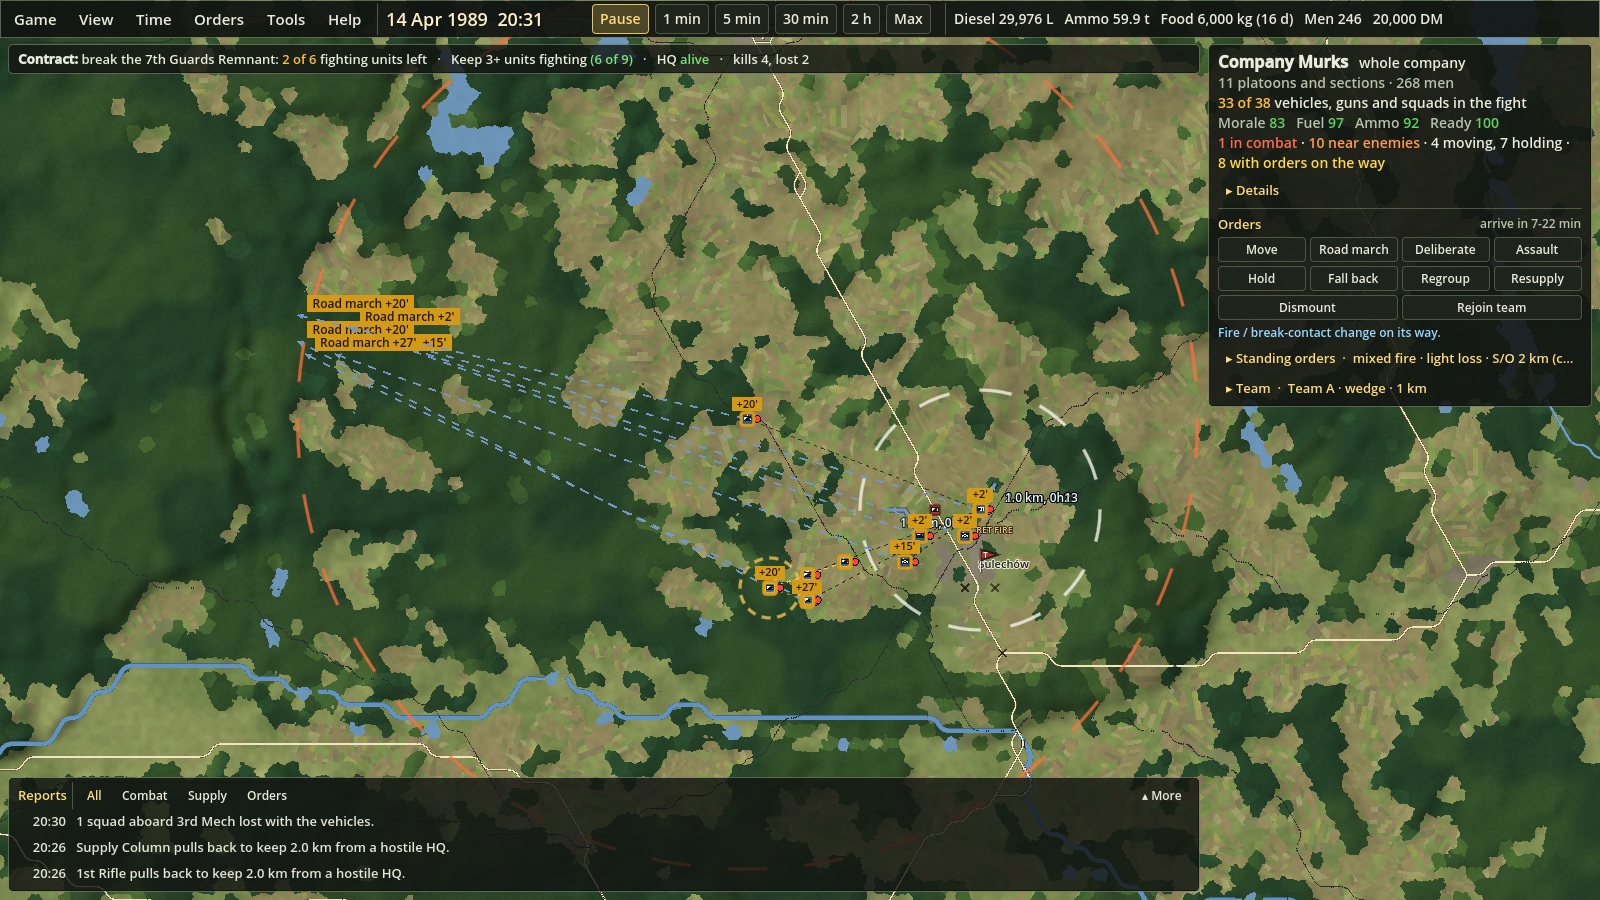 Game View Time Orders Tools Help 14 Apr 1989 20:31 Pause 1 min 5 min 30 min 2 h Max Diesel 29,976 L Ammo 59.9 t Food 6,000 kg (16 d) Men 246 20,000 DM
Contract: break the 7th Guards Remnant: 2 of 6 fighting units left · Keep 3+ units fighting (6 of 9) · HQ alive · kills 4, lost 2
Company Murks whole company
11 platoons and sections · 268 men
33 of 38 vehicles, guns and squads in the fight
Morale 83 Fuel 97 Ammo 92 Ready 100
1 in combat · 10 near enemies · 4 moving, 7 holding ·
8 with orders on the way
▸ Details
Orders arrive in 7-22 min
Move Road march Deliberate Assault
Hold Fall back Regroup Resupply
Dismount Rejoin team
Fire / break-contact change on its way.
▸ Standing orders · mixed fire · light loss · S/O 2 km (c...
▸ Team · Team A · wedge · 1 km
Road march +20'
Road march +2'
Road march +20'
Road march +27' +15'
+20'
+2' 1.0 km, 0h13
+2' +2' RET FIRE
+15'
Sulechów
+20'
+27'
Reports All Combat Supply Orders ▴ More
20:30 1 squad aboard 3rd Mech lost with the vehicles.
20:26 Supply Column pulls back to keep 2.0 km from a hostile HQ.
20:26 1st Rifle pulls back to keep 2.0 km from a hostile HQ.